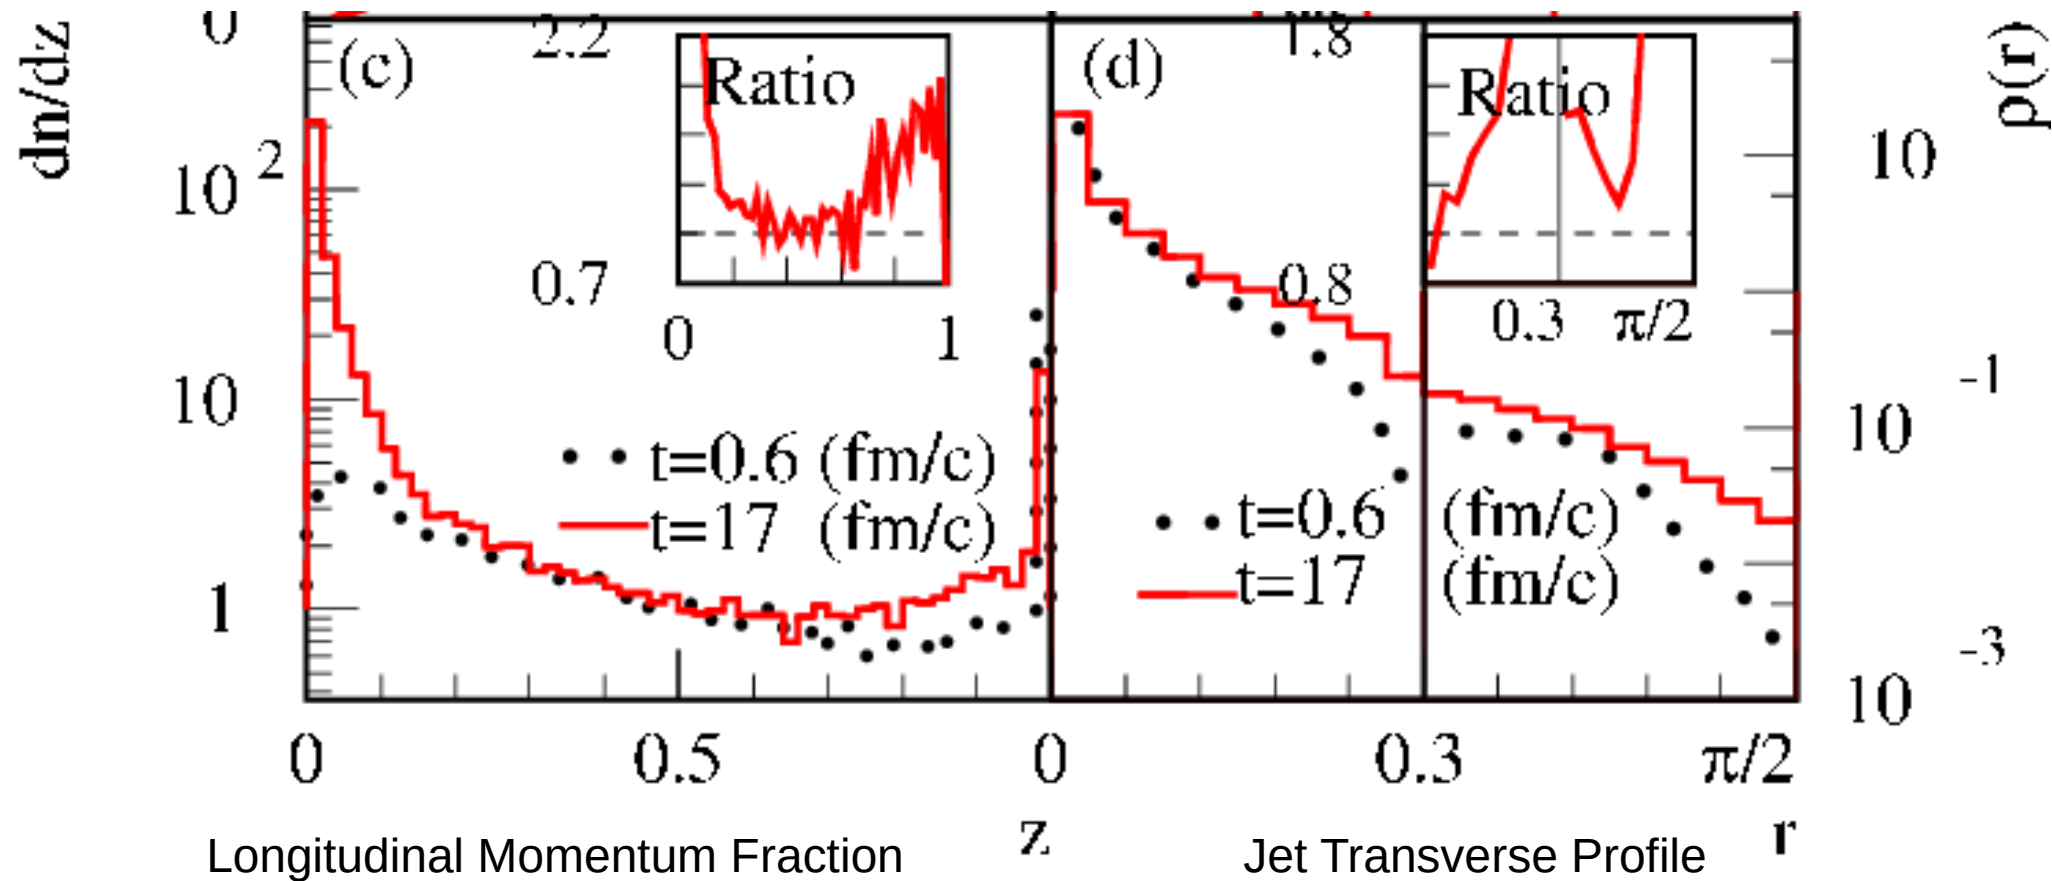 dn/dz
0
10 2
10
1
(c)
2.2
0.7
Ratio
0 1
t=0.6 (fm/c)
t=17 (fm/c)
0 0.5
z
Longitudinal Momentum Fraction
(d)
1.8
0.8
Ratio
0.3 π/2
t=0.6 (fm/c)
t=17 (fm/c)
0 0.3 π/2
r
Jet Transverse Profile
ρ(r)
10
10 -1
10 -3